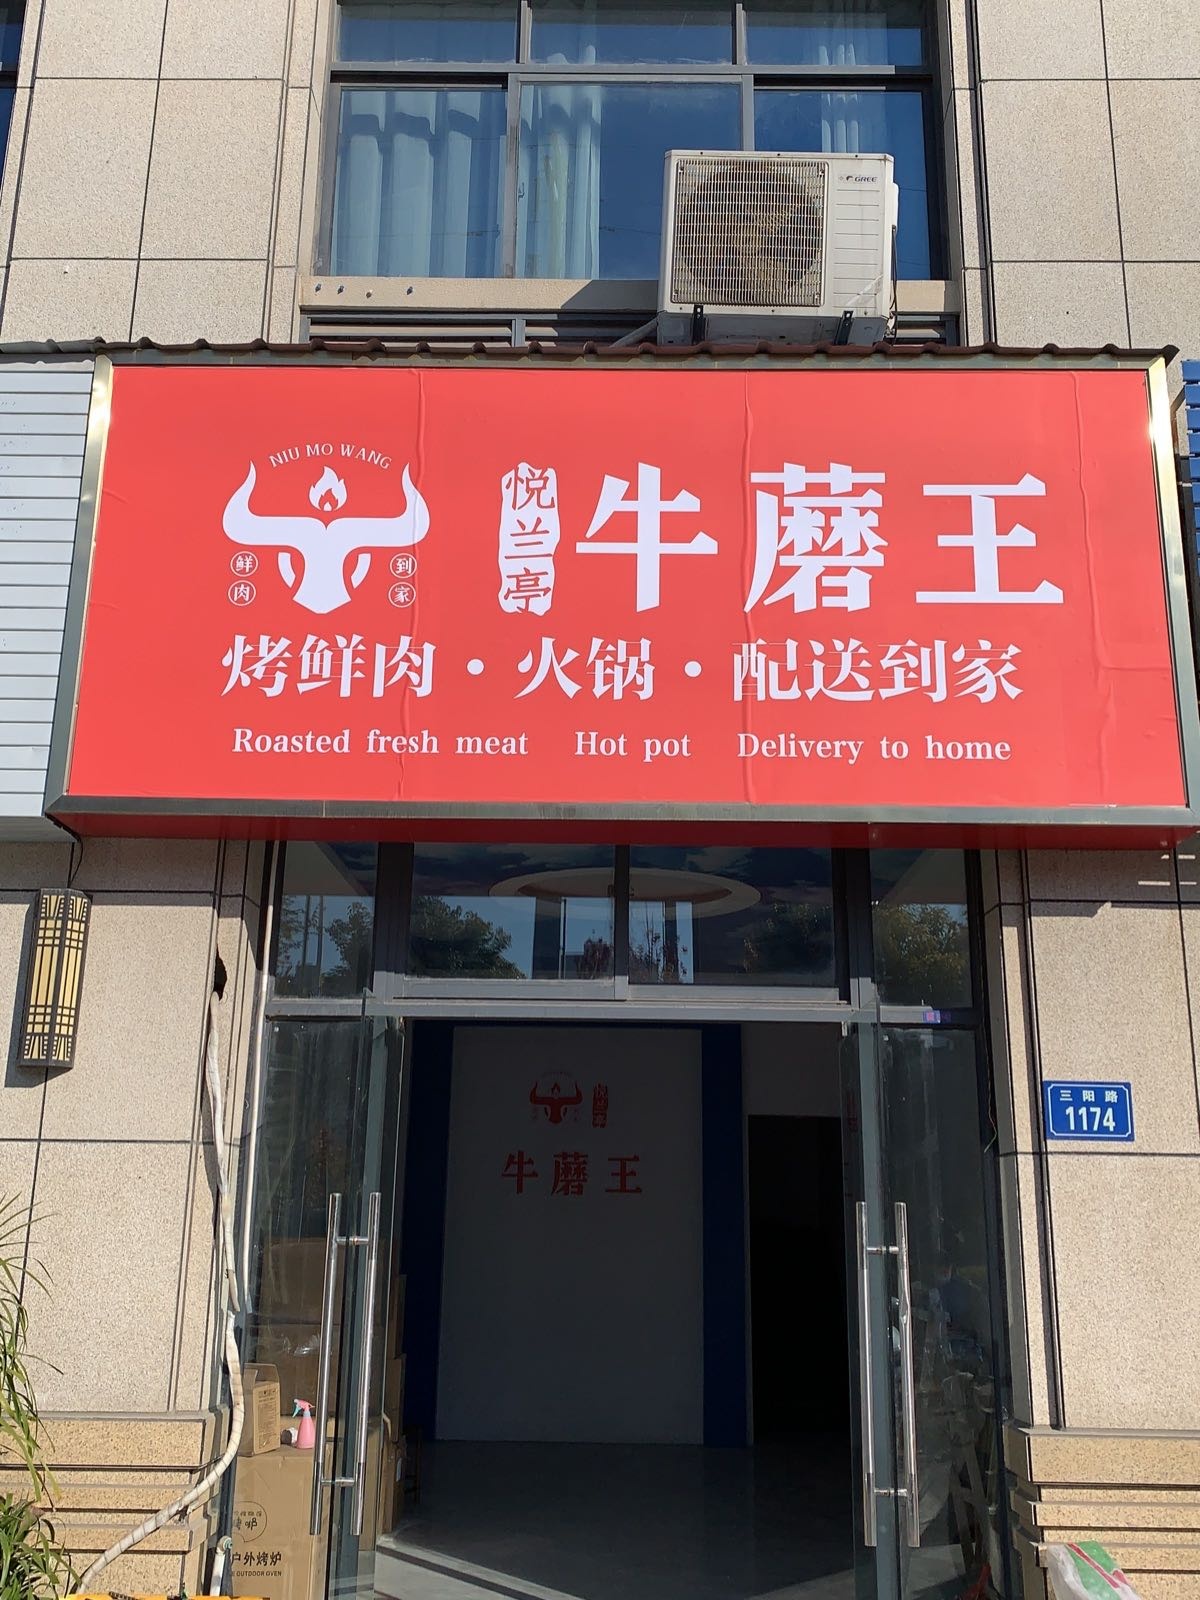 GREE
NIU MO WANG
鲜肉
到家
悦兰亭
牛蘑王
烤鲜肉·火锅·配送到家
Roasted fresh meat Hot pot Delivery to home
三阳路
1174
牛蘑王
户外烤炉
OUTDOOR OVEN